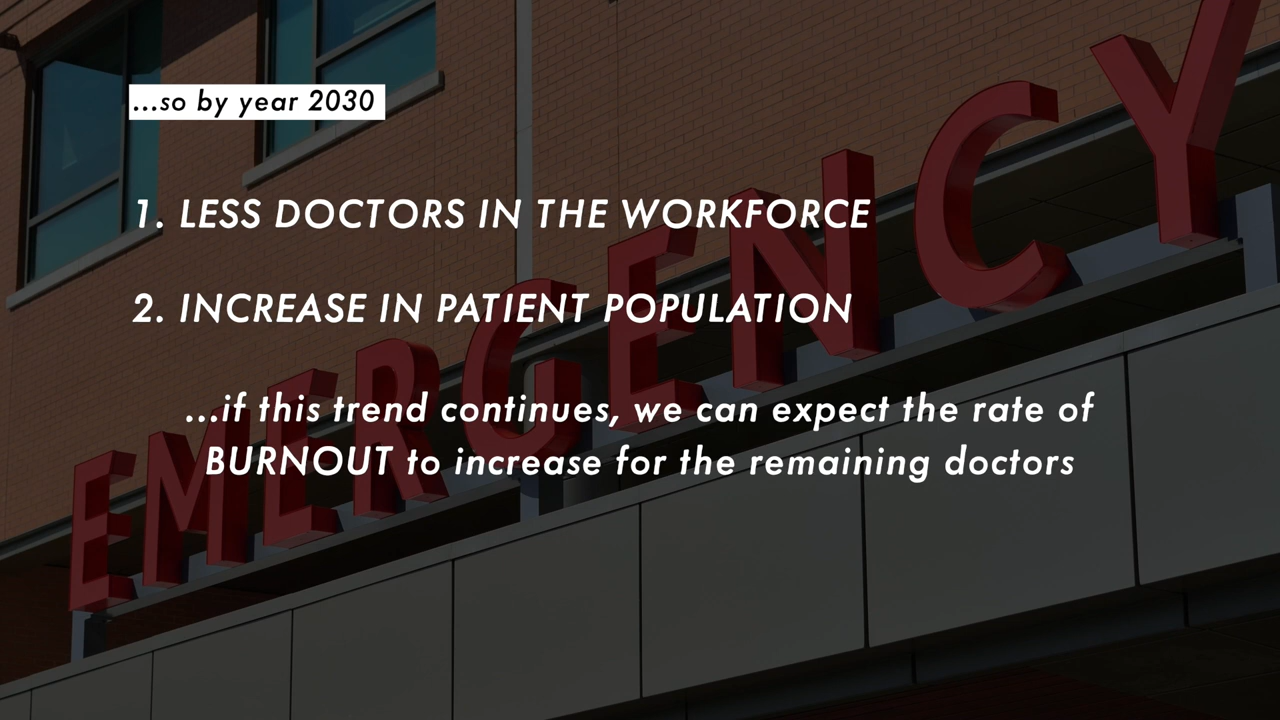 ...so by year 2030
1. LESS DOCTORS IN THE WORKFORCE
2. INCREASE IN PATIENT POPULATION
...if this trend continues, we can expect the rate of
BURNOUT to increase for the remaining doctors
EMERGENCY